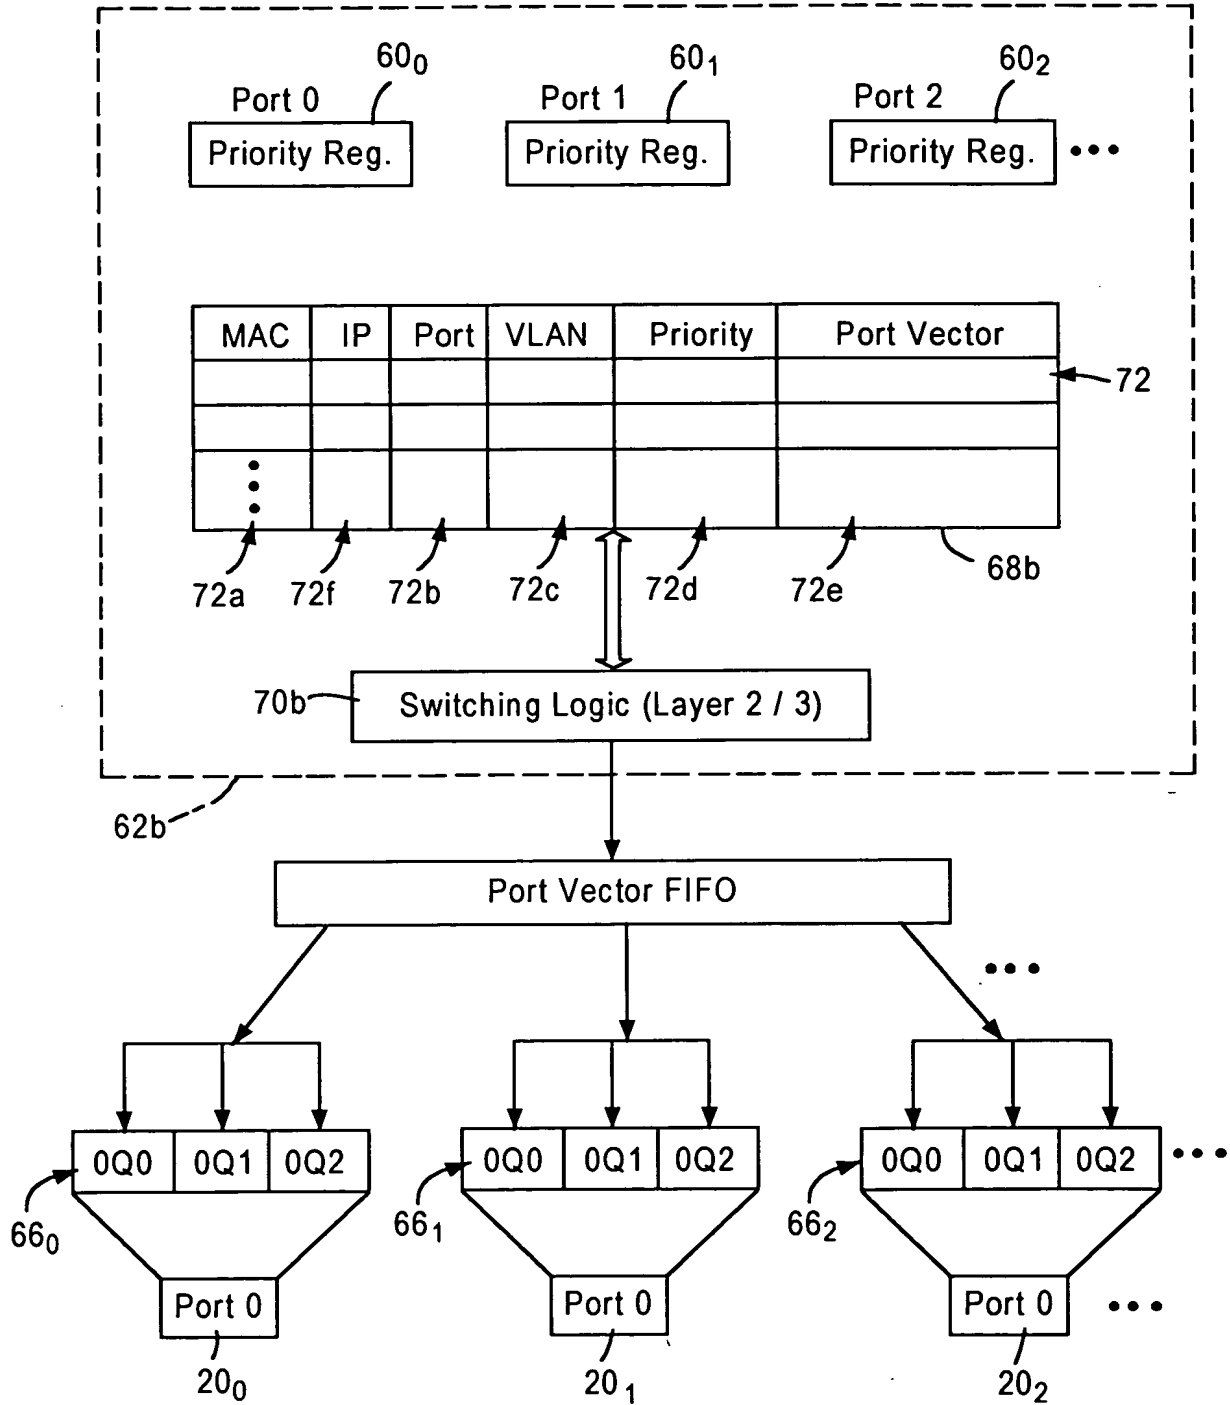 60₀ 60₁ 60₂
Port 0 Port 1 Port 2
Priority Reg. Priority Reg. Priority Reg. •••
MAC IP Port VLAN Priority Port Vector
72
72a 72f 72b 72c 72d 72e 68b
70b Switching Logic (Layer 2 / 3)
62b
Port Vector FIFO
•••
0Q0 0Q1 0Q2 0Q0 0Q1 0Q2 0Q0 0Q1 0Q2 •••
66₀ 66₁ 66₂
Port 0 Port 0 Port 0 •••
20₀ 20₁ 20₂